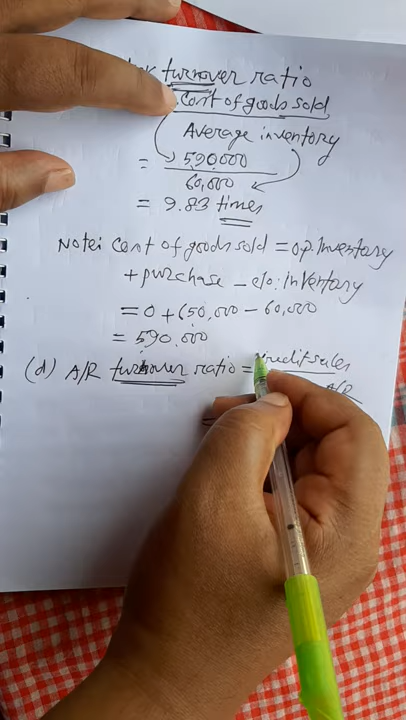 turnover ratio
Cost of goods sold
Average inventory
= 590,000
60,000
= 9.83 times
Note: Cost of goods sold = op. Inventory
+ purchase - clo. Inventory
= 0 + 650,000 - 60,000
= 590,000
(d) A/R turnover ratio = credit sales
A/R